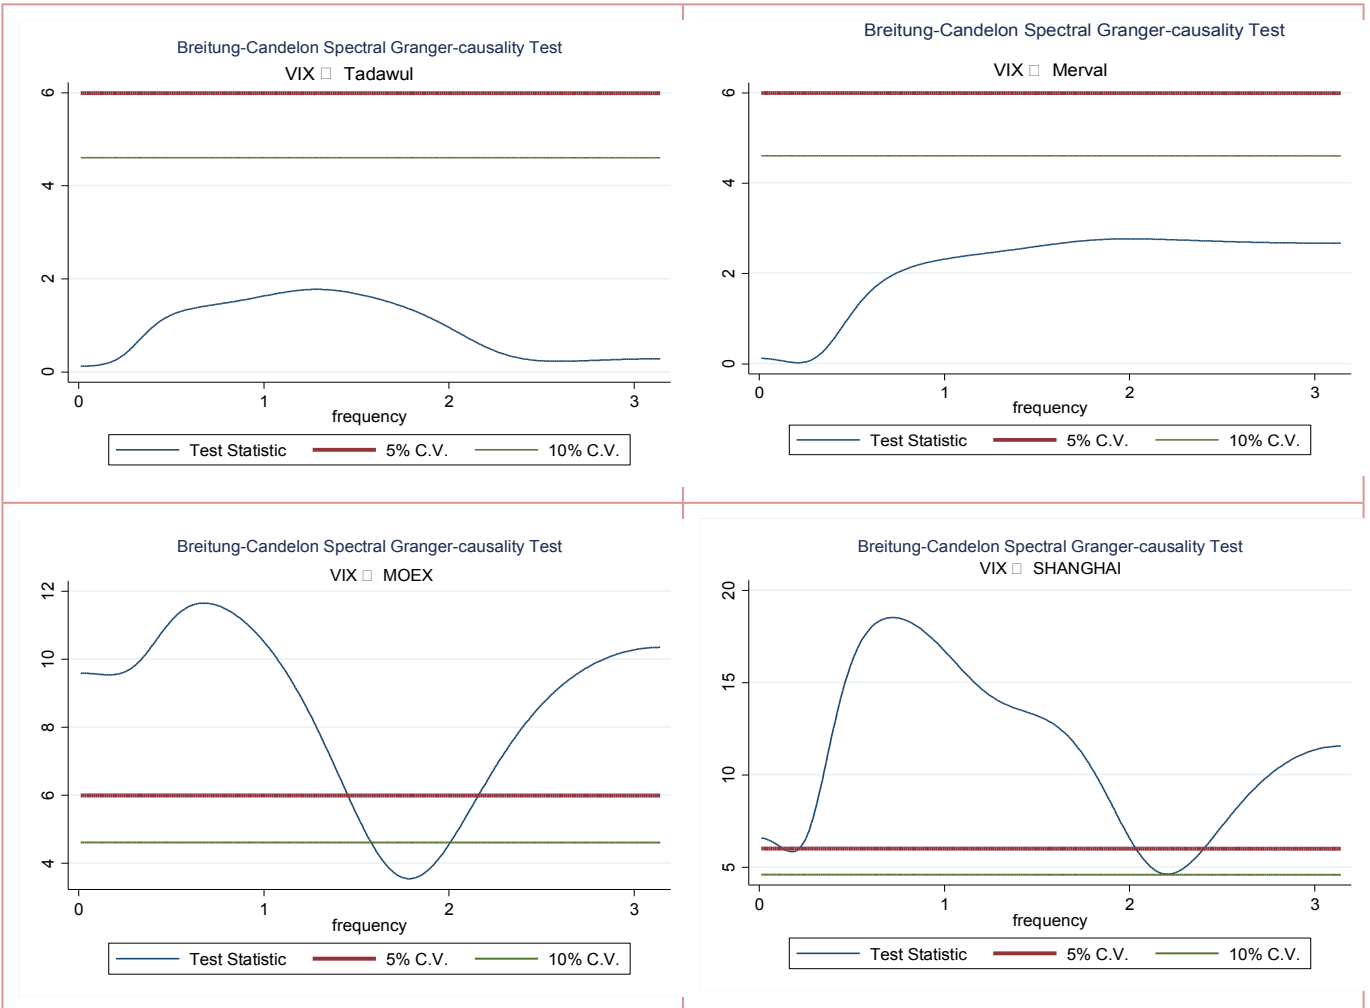 Breitung-Candelon Spectral Granger-causality Test
VIX □ Tadawul
6
4
2
0
0 1 2 3
frequency
Test Statistic 5% C.V. 10% C.V.
Breitung-Candelon Spectral Granger-causality Test
VIX □ Merval
6
4
2
0
0 1 2 3
frequency
Test Statistic 5% C.V. 10% C.V.
Breitung-Candelon Spectral Granger-causality Test
VIX □ MOEX
12
10
8
6
4
0 1 2 3
frequency
Test Statistic 5% C.V. 10% C.V.
Breitung-Candelon Spectral Granger-causality Test
VIX □ SHANGHAI
20
15
10
5
0 1 2 3
frequency
Test Statistic 5% C.V. 10% C.V.